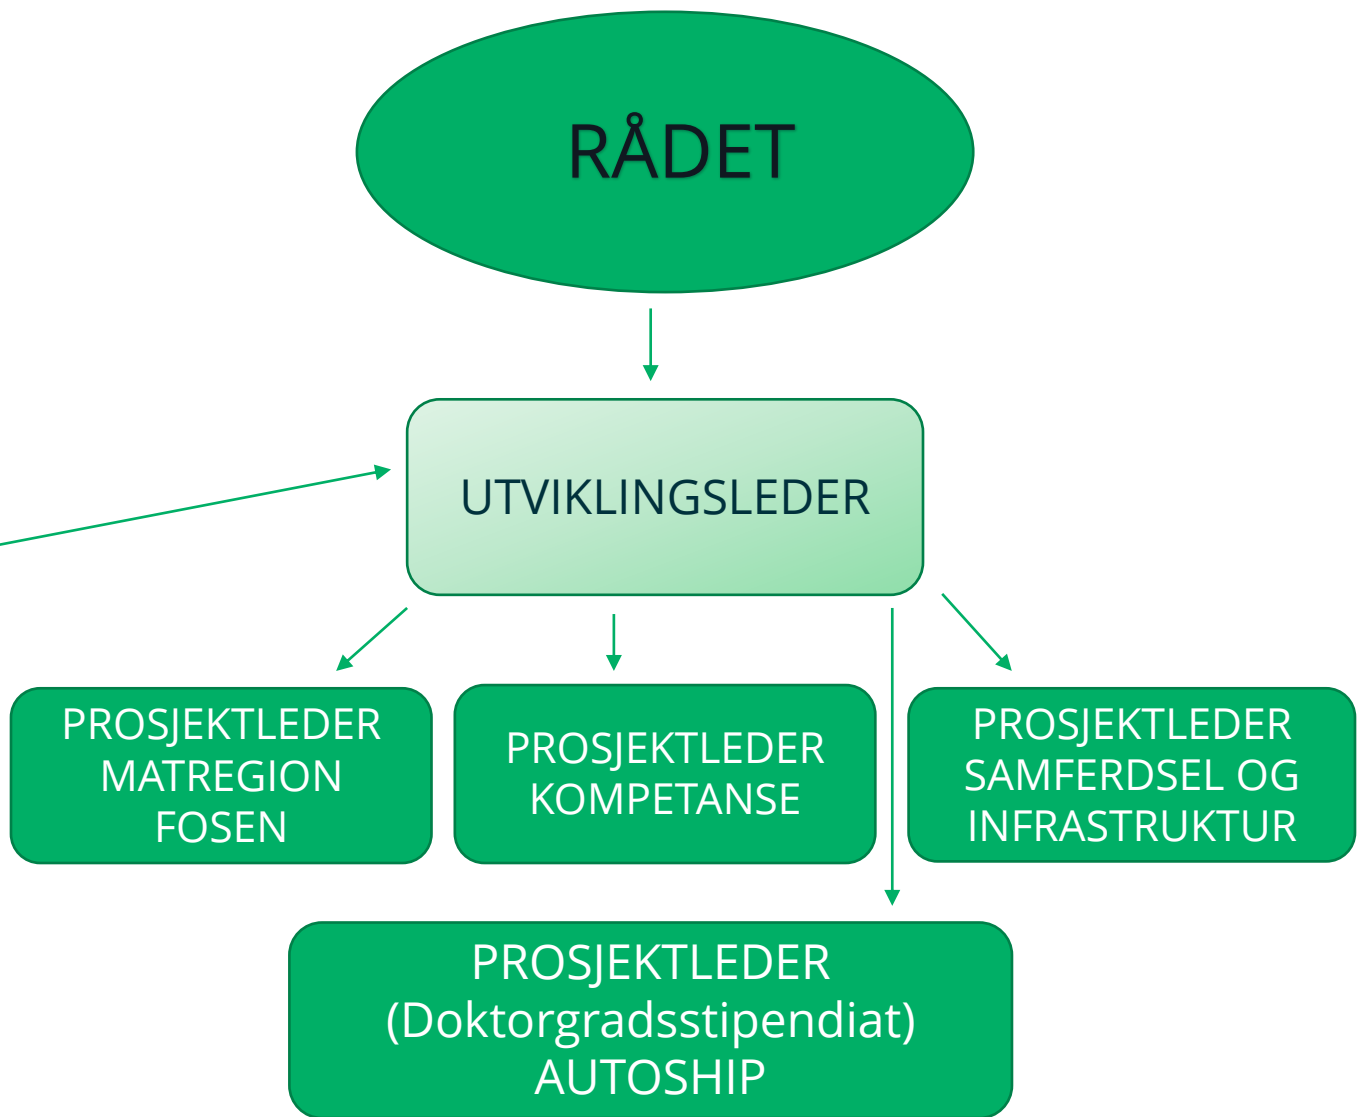 RÅDET
UTVIKLINGSLEDER
PROSJEKTLEDER
MATREGION
FOSEN
PROSJEKTLEDER
KOMPETANSE
PROSJEKTLEDER
SAMFERDSEL OG
INFRASTRUKTUR
PROSJEKTLEDER
(Doktorgradsstipendiat)
AUTOSHIP